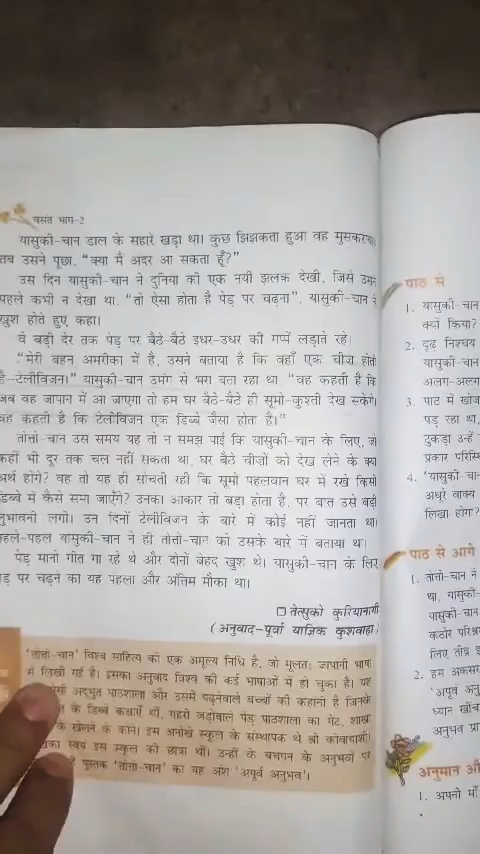 वसंत भाग-2
यासुकी-चान डाल के सहारे खड़ा था। कुछ झिझकता हुआ वह मुसकराया।
तब उसने पूछा, "क्या मैं अंदर आ सकता हूँ?"
उस दिन यासुकी-चान ने दुनिया की एक नयी झलक देखी, जिसे उसने
पहले कभी न देखा था। "तो ऐसा होता है पेड़ पर चढ़ना", यासुकी-चान ने
खुश होते हुए कहा।
वे बड़ी देर तक पेड़ पर बैठे-बैठे इधर-उधर की गप्पें लड़ाते रहे।
"मेरी बहन अमरीका में है, उसने बताया है कि वहाँ एक चीज़ होती
है-टेलीविजन।" यासुकी-चान उमंग से भरा बता रहा था। "वह कहती है कि
जब वह जापान में आ जाएगा तो हम घर बैठे-बैठे ही सूमो-कुश्ती देख सकेंगे।
वह कहती है कि टेलीविजन एक डिब्बे जैसा होता है।"
तोत्तो-चान उस समय यह तो न समझ पाई कि यासुकी-चान के लिए, जो
कहीं भी दूर तक चल नहीं सकता था, घर बैठे चीज़ों को देख लेने के क्या
अर्थ होंगे? वह तो यह ही सोचती रही कि सूमो पहलवान घर में रखे किसी
डिब्बे में कैसे समा जाएँगे? उनका आकार तो बड़ा होता है, पर बात उसे बड़ी
लुभावनी लगी। उन दिनों टेलीविजन के बारे में कोई नहीं जानता था।
पहले-पहल यासुकी-चान ने ही तोत्तो-चान को उसके बारे में बताया था।
पेड़ मानो गीत गा रहे थे और दोनों बेहद खुश थे। यासुकी-चान के लिए
पेड़ पर चढ़ने का यह पहला और अंतिम मौका था।
□ तेत्सुको कुरियानागी
(अनुवाद-पूर्वा याज्ञिक कुशवाहा)
'तोत्तो-चान' विश्व साहित्य की एक अमूल्य निधि है, जो मूलतः जापानी भाषा
में लिखी गई है। इसका अनुवाद विश्व की कई भाषाओं में हो चुका है। यह
ऐसी अद्भुत पाठशाला और उसमें पढ़नेवाले बच्चों की कहानी है जिनके
के डिब्बे कक्षाएँ थीं, गहरी जड़ोंवाले पेड़ पाठशाला का गेट, शाखा
के खेलने के कोने। इस अनोखे स्कूल के संस्थापक थे श्री कोबायाशी।
स्वयं इस स्कूल की छात्रा थीं। उन्हीं के बचपन के अनुभवों पर
है पुस्तक 'तोत्तो-चान' का यह अंश 'अपूर्व अनुभव'।
पाठ से
1. यासुकी-चान
क्यों किया?
2. दृढ़ निश्चय
यासुकी-चान
अलग-अलग
3. पाठ में खोज
पड़ रहा था,
टुकड़ा उन्हें
प्रकार परिस्थि
4. 'यासुकी-चा
अधूरे वाक्य
लिखा होगा?
पाठ से आगे
1. तोत्तो-चान ने
था, यासुकी-
यासुकी-चान
कठोर परिश्र
लिए तीव्र इ
2. हम अकसर
'अपूर्व अनु
ध्यान खींच
अनुभव प्रा
अनुमान औ
1. अपनी माँ